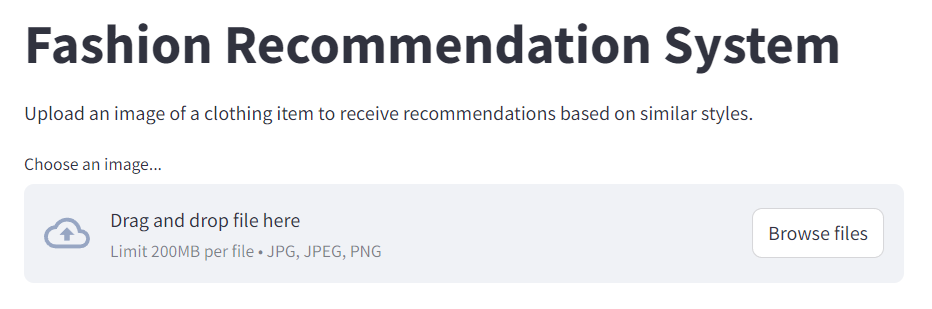 Fashion Recommendation System
Upload an image of a clothing item to receive recommendations based on similar styles.
Choose an image...
Drag and drop file here
Limit 200MB per file • JPG, JPEG, PNG
Browse files